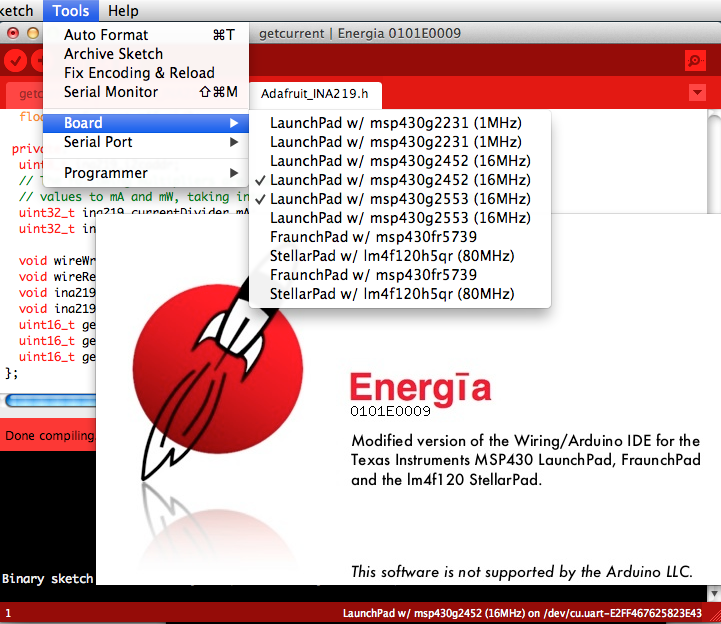 ketch Tools Help
Auto Format ⌘T
Archive Sketch
Fix Encoding & Reload
Serial Monitor ⇧⌘M
Board
Serial Port
Programmer
getcurrent | Energia 0101E0009
getc
Adafruit_INA219.h
LaunchPad w/ msp430g2231 (1MHz)
LaunchPad w/ msp430g2231 (1MHz)
LaunchPad w/ msp430g2452 (16MHz)
✓ LaunchPad w/ msp430g2452 (16MHz)
✓ LaunchPad w/ msp430g2553 (16MHz)
LaunchPad w/ msp430g2553 (16MHz)
FraunchPad w/ msp430fr5739
StellarPad w/ lm4f120h5qr (80MHz)
FraunchPad w/ msp430fr5739
StellarPad w/ lm4f120h5qr (80MHz)
floa
priva
uin
//
// values to mA and mW, taking in
uint32_t ina219_currentDivider_mA
uint32_t in
void wireWr
void wireRe
void ina219
void ina219
uint16_t ge
uint16_t ge
uint16_t ge
};
Done compiling.
Binary sketch
Energīa
0101E0009
Modified version of the Wiring/Arduino IDE for the
Texas Instruments MSP430 LaunchPad, FraunchPad
and the lm4f120 StellarPad.
This software is not supported by the Arduino LLC.
1 LaunchPad w/ msp430g2452 (16MHz) on /dev/cu.uart-E2FF467625823E43